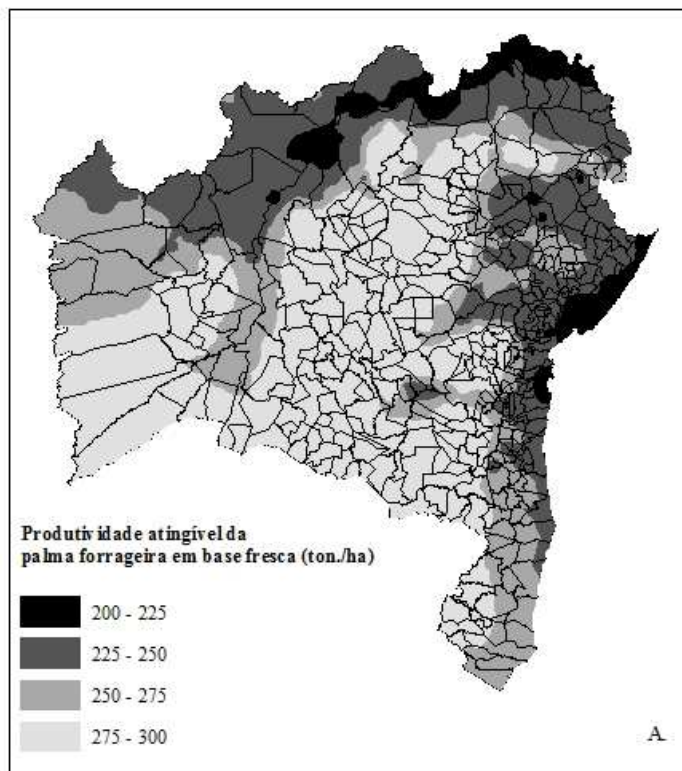 Produtividade atingível da
palma forrageira em base fresca (ton./ha)
200 - 225
225 - 250
250 - 275
275 - 300
A.